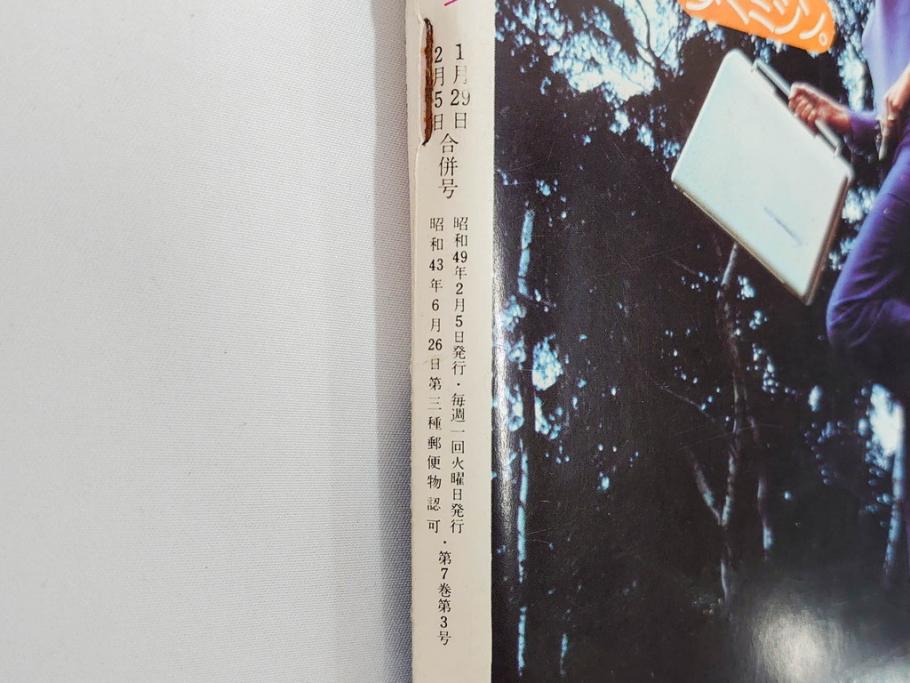 1月29日
2月5日
合併号
昭和49年2月5日発行・毎週一回火曜日発行
昭和43年6月26日第三種郵便物認可・第7巻第3号